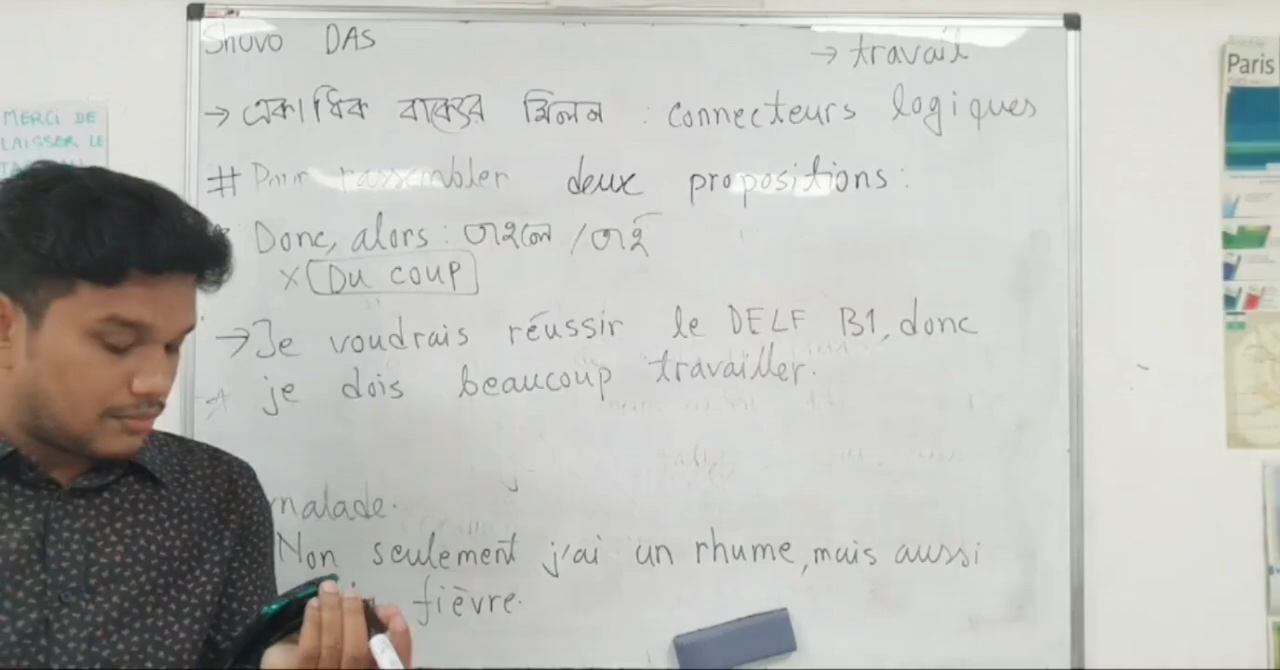 Shuvo DAS
→ travail
→ একাধিক বাক্যের মিলন : connecteurs logiques
# Pour rassembler deux propositions :
Donc, alors : তাহলে / তাই
x Du coup
→ Je voudrais réussir le DELF B1, donc
je dois beaucoup travailler.
malade.
Non seulement j'ai un rhume, mais aussi
fièvre.
MERCI DE
LAISSER LE
Paris